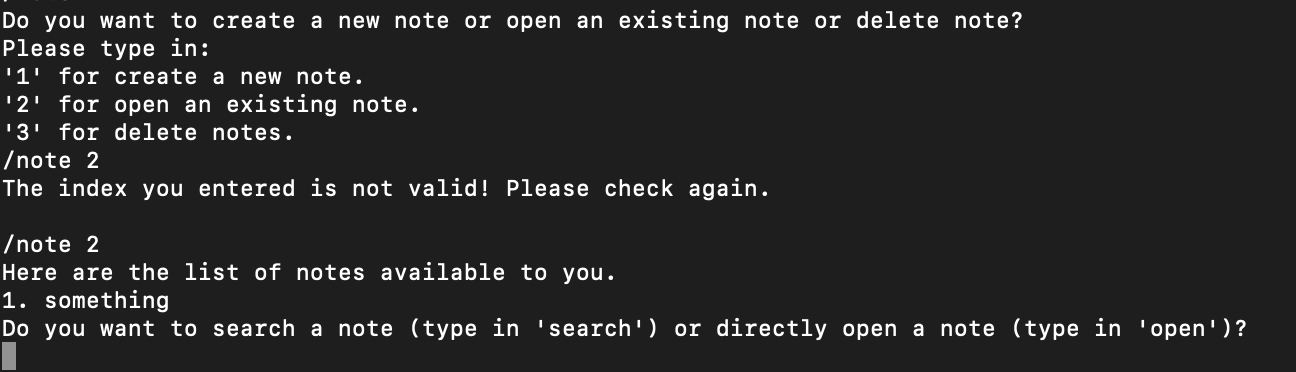 Do you want to create a new note or open an existing note or delete note?
Please type in:
'1' for create a new note.
'2' for open an existing note.
'3' for delete notes.
/note 2
The index you entered is not valid! Please check again.
/note 2
Here are the list of notes available to you.
1. something
Do you want to search a note (type in 'search') or directly open a note (type in 'open')?